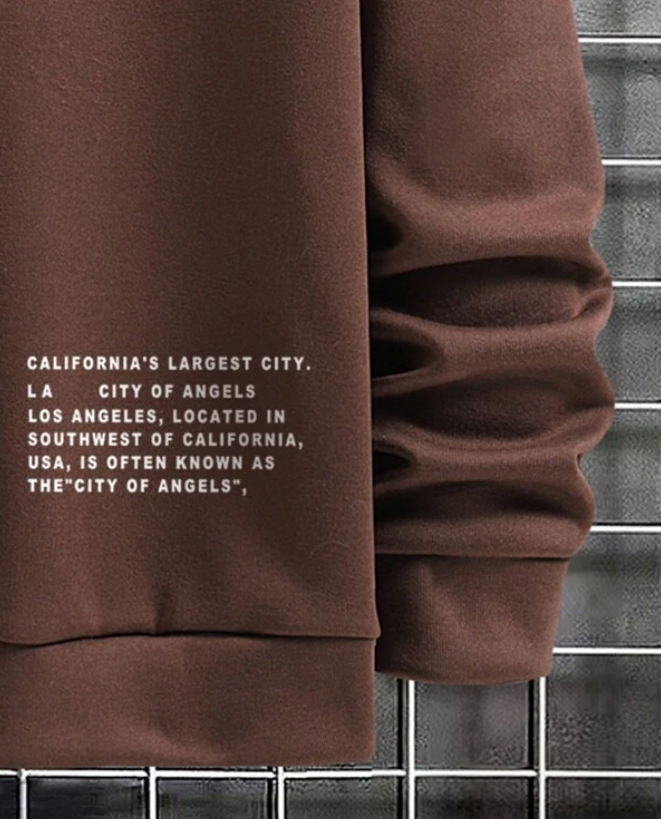 CALIFORNIA'S LARGEST CITY.
LA CITY OF ANGELS
LOS ANGELES, LOCATED IN
SOUTHWEST OF CALIFORNIA,
USA, IS OFTEN KNOWN AS
THE"CITY OF ANGELS",